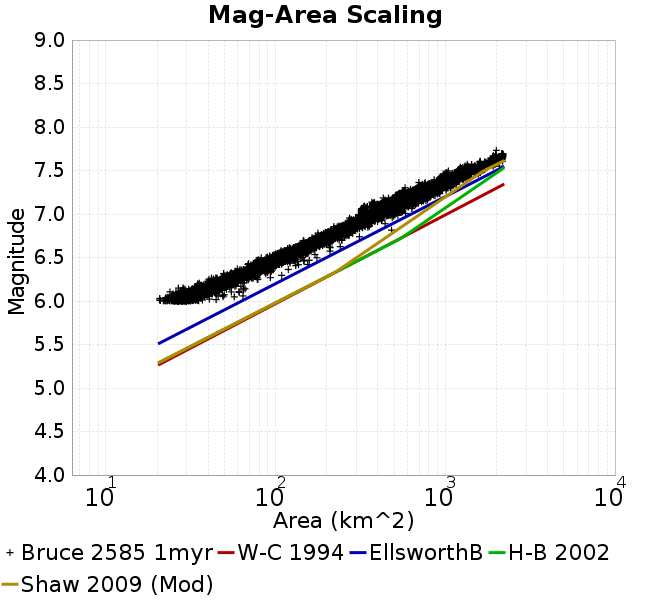 Mag-Area Scaling
9.0
8.5
8.0
7.5
7.0
6.5
6.0
5.5
5.0
4.5
4.0
Magnitude
10^1 10^2 10^3 10^4
Area (km^2)
Bruce 2585 1myr W-C 1994 EllsworthB H-B 2002
Shaw 2009 (Mod)